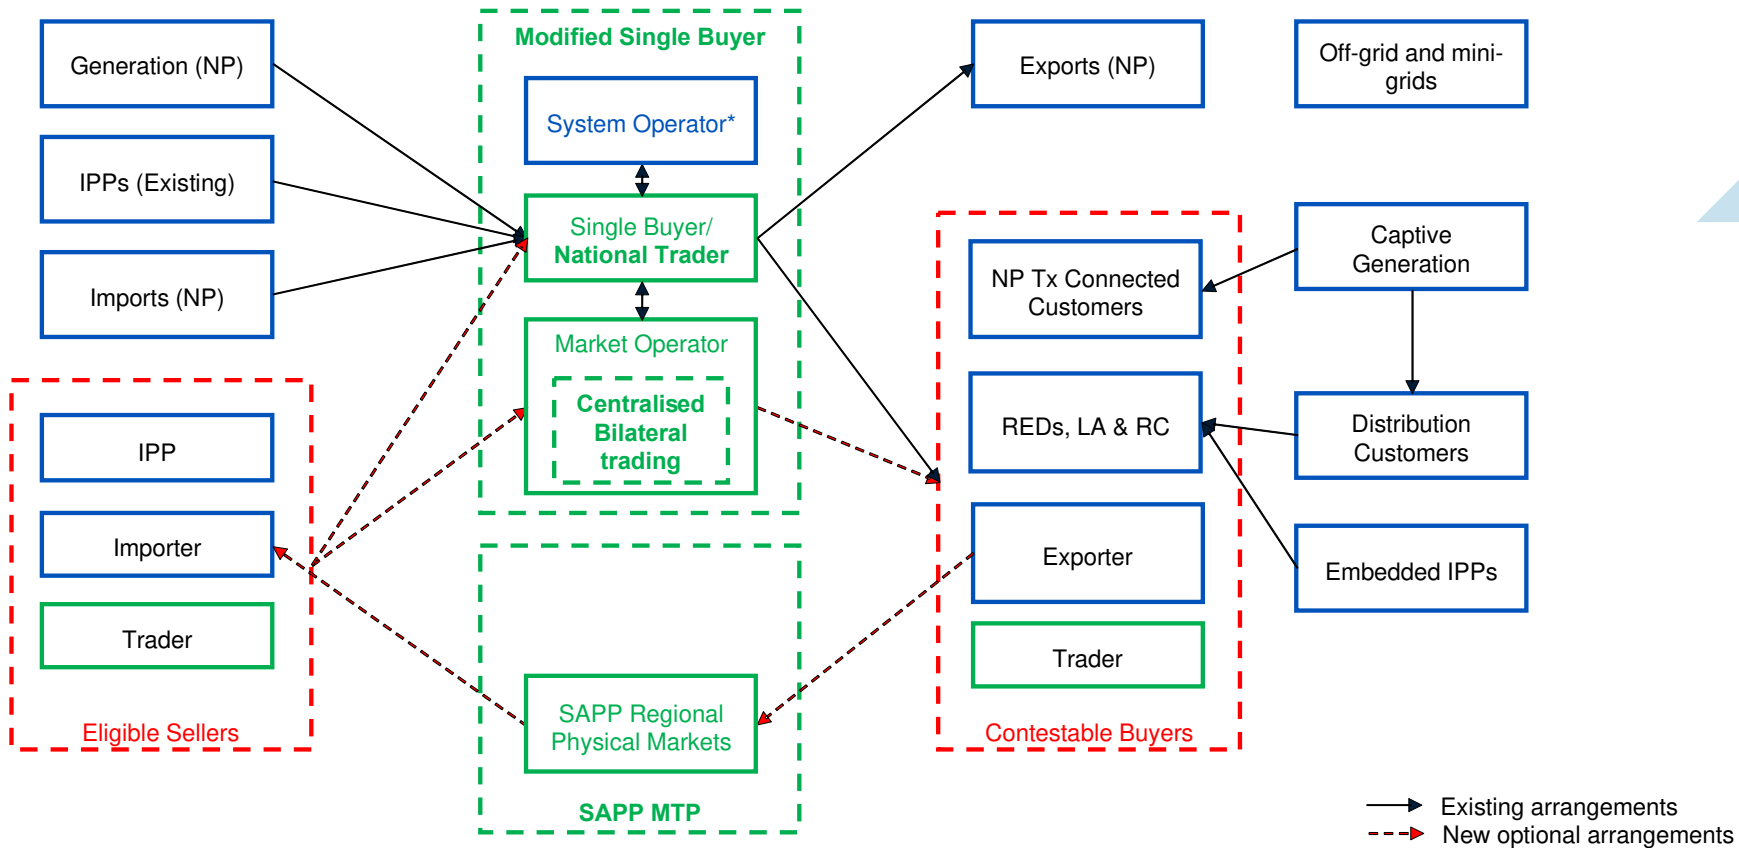 Generation (NP)
IPPs (Existing)
Imports (NP)
IPP
Importer
Trader
Eligible Sellers
Modified Single Buyer
System Operator*
Single Buyer/
National Trader
Market Operator
Centralised
Bilateral
trading
SAPP Regional
Physical Markets
SAPP MTP
Exports (NP)
NP Tx Connected
Customers
REDs, LA & RC
Exporter
Trader
Contestable Buyers
Off-grid and mini-
grids
Captive
Generation
Distribution
Customers
Embedded IPPs
Existing arrangements
New optional arrangements